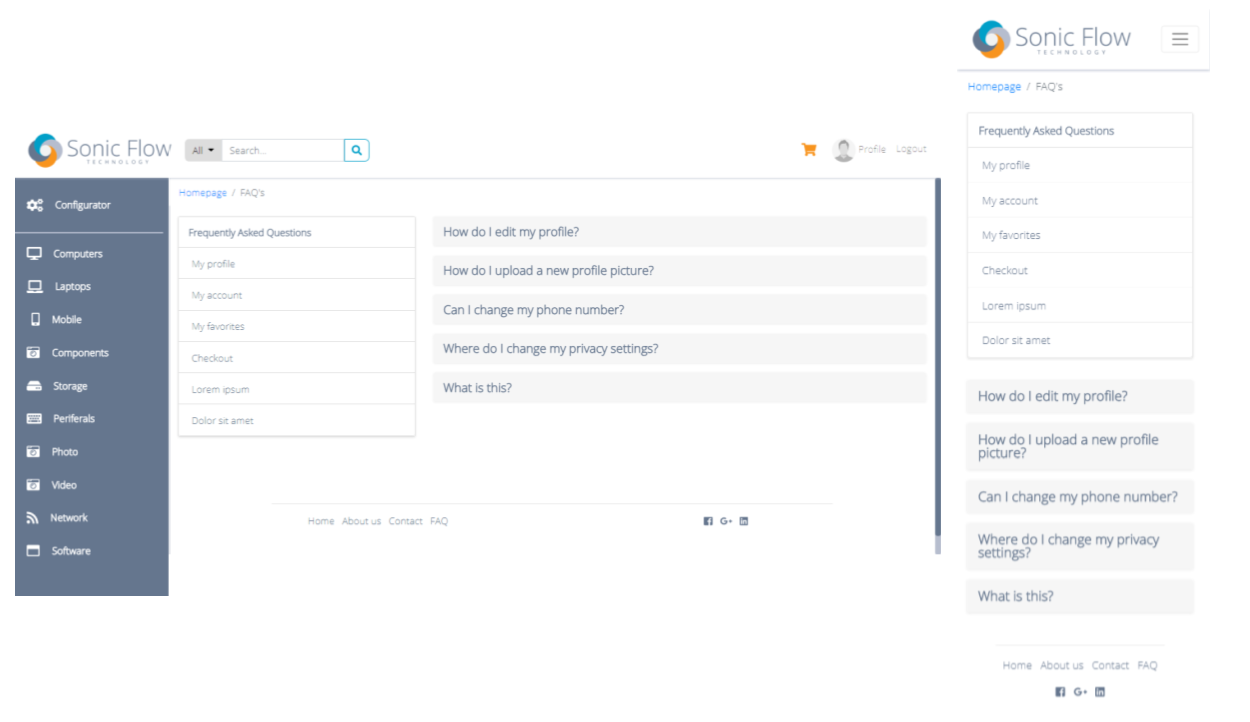 Sonic Flow
TECHNOLOGY
All
Search...
Profile Logout
Configurator
Computers
Laptops
Mobile
Components
Storage
Periferals
Photo
Video
Network
Software
Homepage / FAQ's
Frequently Asked Questions
My profile
My account
My favorites
Checkout
Lorem ipsum
Dolor sit amet
How do I edit my profile?
How do I upload a new profile picture?
Can I change my phone number?
Where do I change my privacy settings?
What is this?
Home About us Contact FAQ
G+ in
Sonic Flow
TECHNOLOGY
Homepage / FAQ's
Frequently Asked Questions
My profile
My account
My favorites
Checkout
Lorem ipsum
Dolor sit amet
How do I edit my profile?
How do I upload a new profile
picture?
Can I change my phone number?
Where do I change my privacy
settings?
What is this?
Home About us Contact FAQ
G+ in